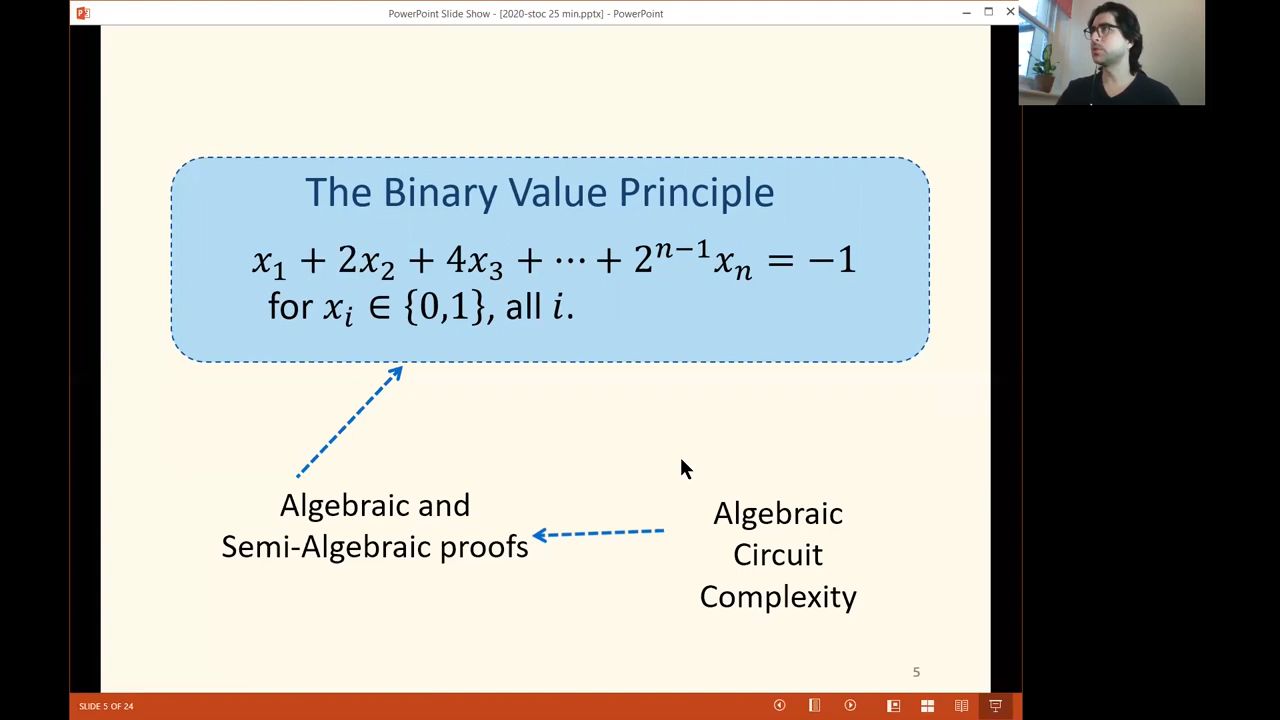 PowerPoint Slide Show - [2020-stoc 25 min.pptx] - PowerPoint
The Binary Value Principle
x₁ + 2x₂ + 4x₃ + ⋯ + 2ⁿ⁻¹xₙ = −1
for xᵢ ∈ {0,1}, all i.
Algebraic and
Semi-Algebraic proofs
Algebraic
Circuit
Complexity
5
SLIDE 5 OF 24